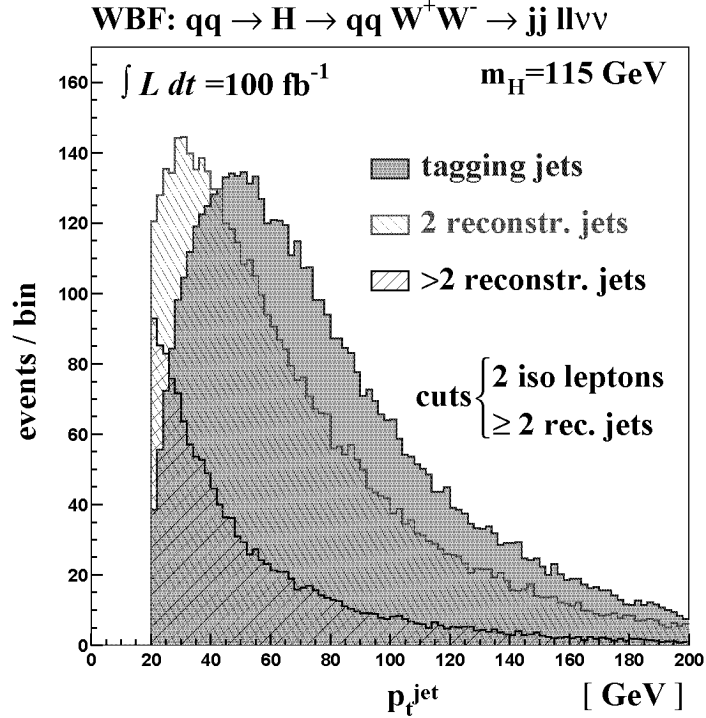 WBF: qq → H → qq W⁺W⁻ → jj llνν
∫ L dt =100 fb⁻¹
m_H=115 GeV
tagging jets
2 reconstr. jets
>2 reconstr. jets
cuts { 2 iso leptons
≥ 2 rec. jets
events / bin
160
140
120
100
80
60
40
20
0
0 20 40 60 80 100 120 140 160 180 200
p_t^jet [ GeV]